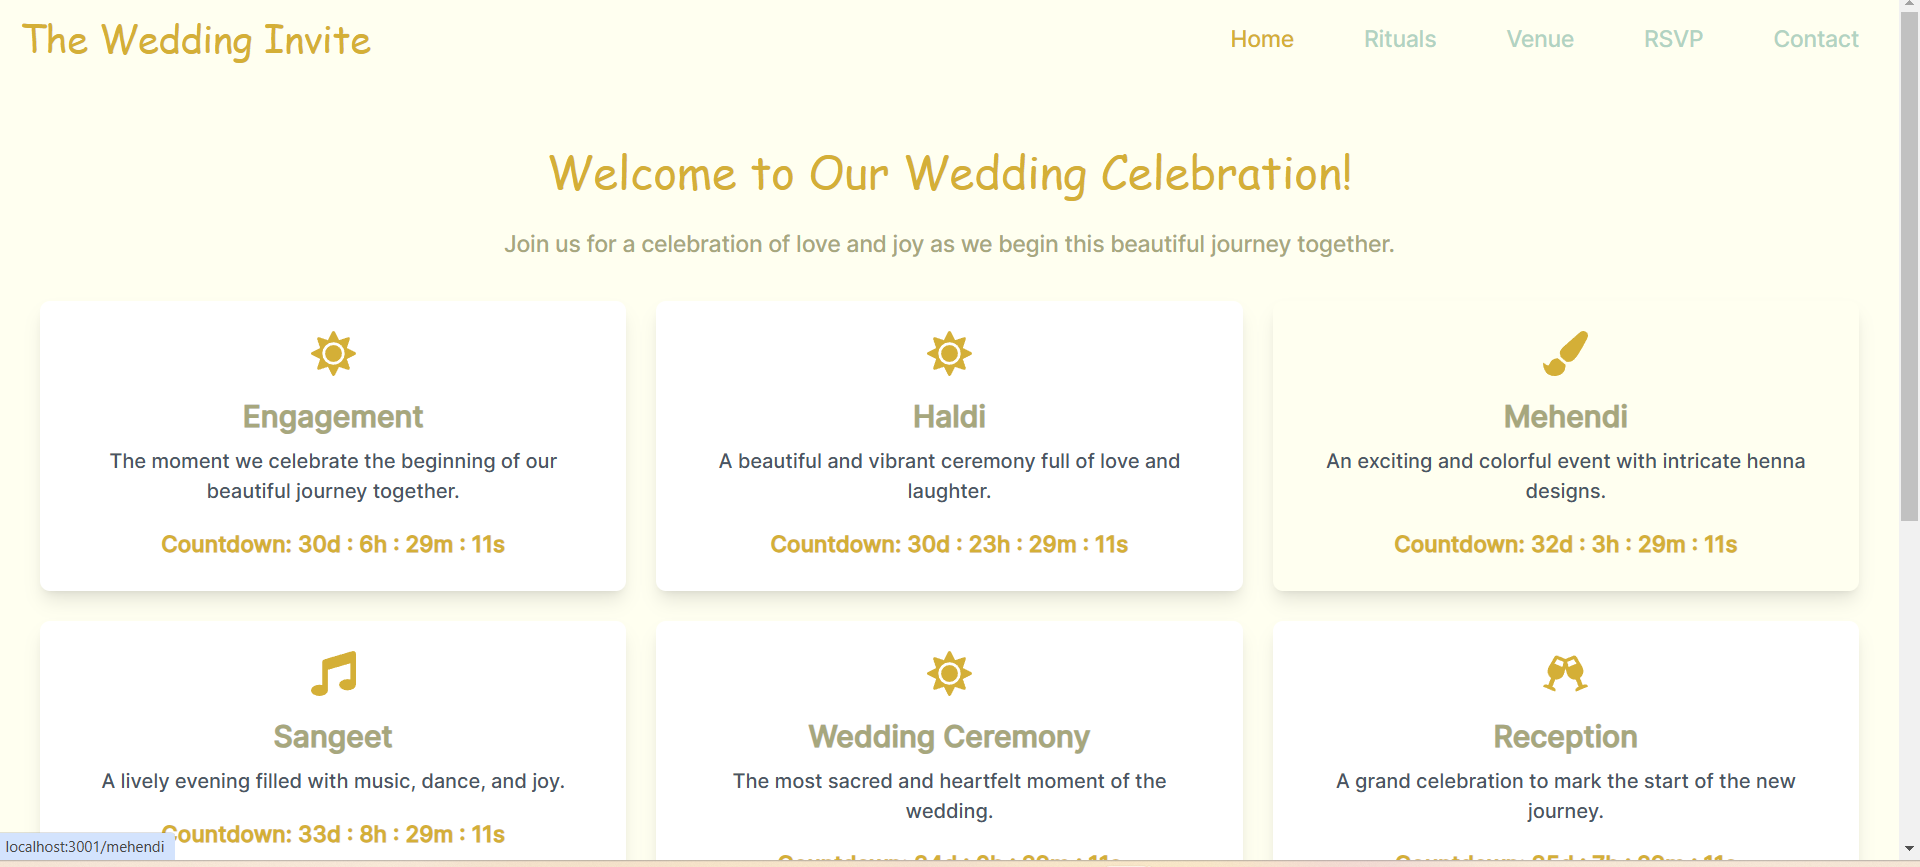 The Wedding Invite
Home Rituals Venue RSVP Contact
Welcome to Our Wedding Celebration!
Join us for a celebration of love and joy as we begin this beautiful journey together.
Engagement
The moment we celebrate the beginning of our
beautiful journey together.
Countdown: 30d : 6h : 29m : 11s
Haldi
A beautiful and vibrant ceremony full of love and
laughter.
Countdown: 30d : 23h : 29m : 11s
Mehendi
An exciting and colorful event with intricate henna
designs.
Countdown: 32d : 3h : 29m : 11s
Sangeet
A lively evening filled with music, dance, and joy.
Countdown: 33d : 8h : 29m : 11s
Wedding Ceremony
The most sacred and heartfelt moment of the
wedding.
Reception
A grand celebration to mark the start of the new
journey.
localhost:3001/mehendi